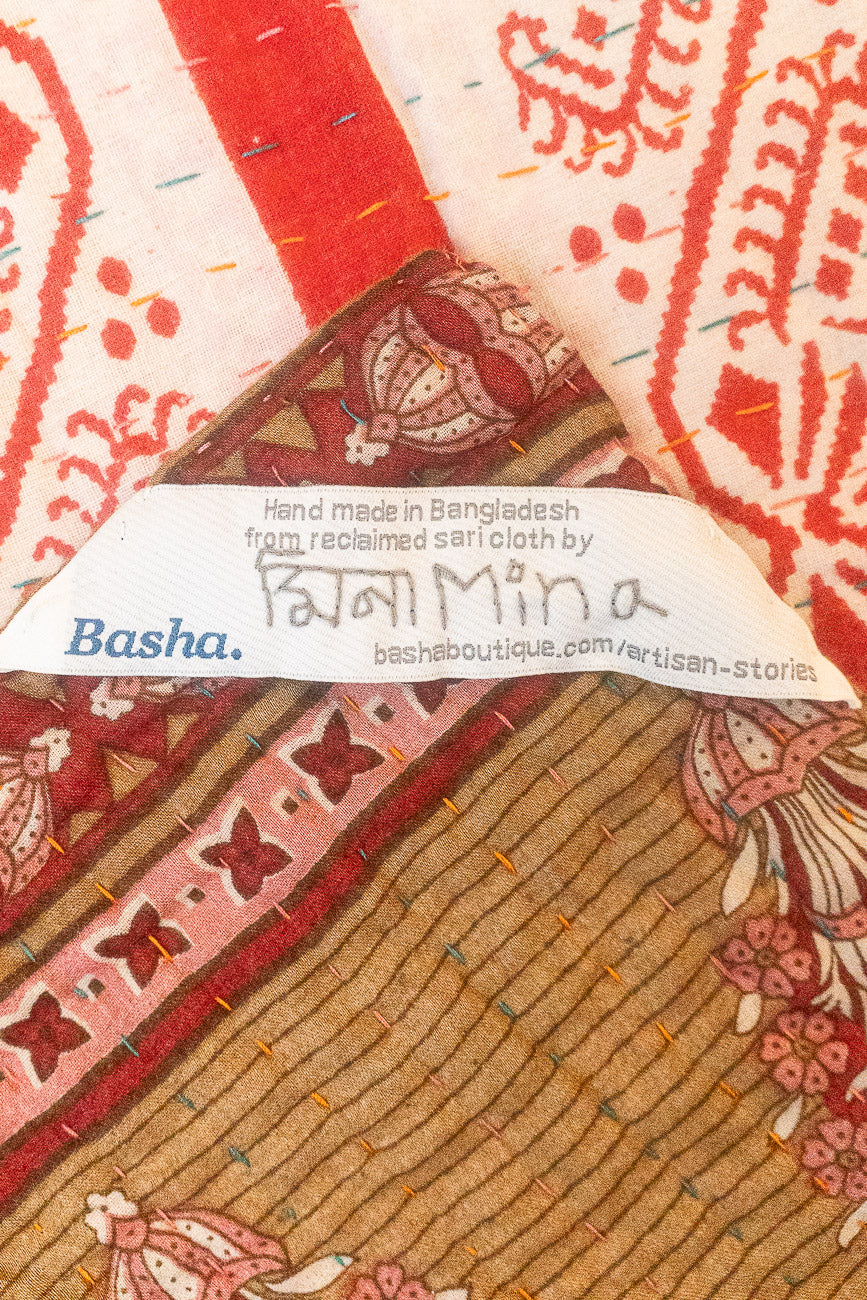 Hand made in Bangladesh
from reclaimed sari cloth by
মিনা Mina
Basha.
bashaboutique.com/artisan-stories